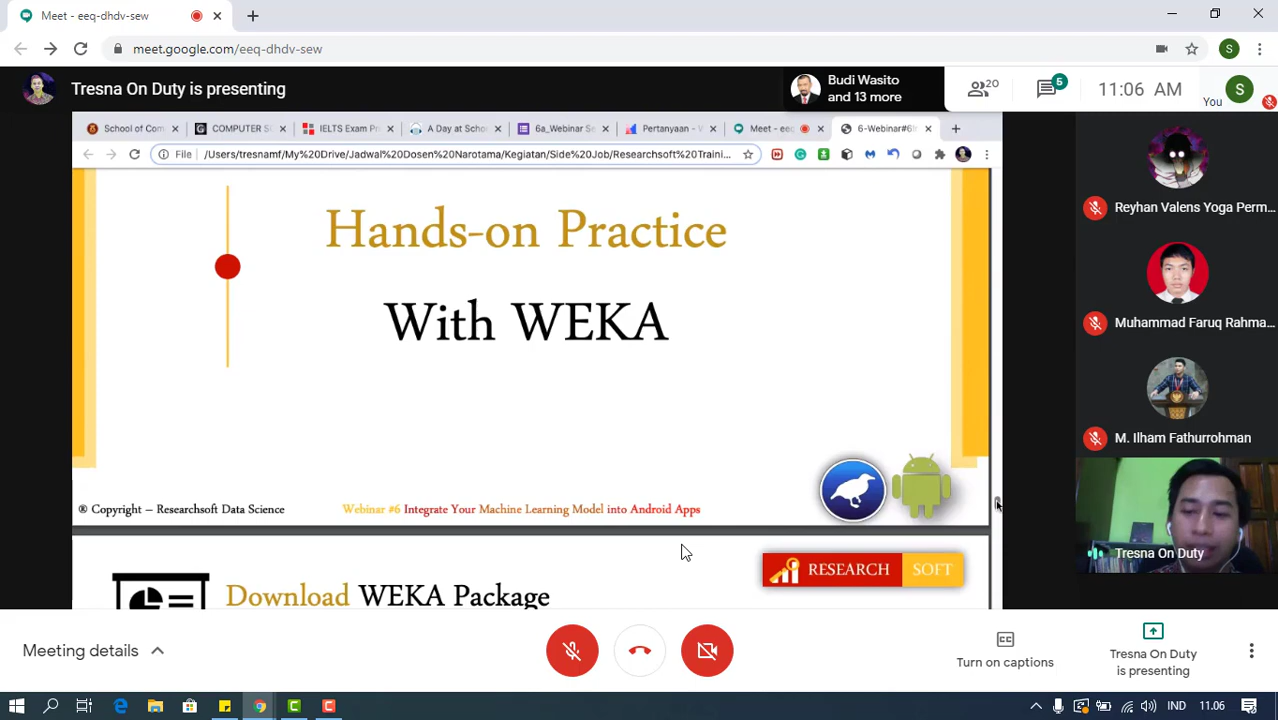 Meet - eeq-dhdv-sew
meet.google.com/eeq-dhdv-sew
S
Tresna On Duty is presenting
Budi Wasito
and 13 more
20
5
11:06 AM
You
S
School of Com
COMPUTER S
IELTS Exam Pr
A Day at Schoo
6a_Webinar Se
Pertanyaan - W
Meet - eeq
6-Webinar#6I
File
/Users/tresnamf/My%20Drive/Jadwal%20Dosen%20Narotama/Kegiatan/Side%20Job/Researchsoft%20Traini...
Hands-on Practice
With WEKA
® Copyright – Researchsoft Data Science
Webinar #6 Integrate Your Machine Learning Model into Android Apps
RESEARCH SOFT
Download WEKA Package
Reyhan Valens Yoga Perm...
Muhammad Faruq Rahma...
M. Ilham Fathurrohman
Tresna On Duty
Meeting details
CC
Turn on captions
Tresna On Duty
is presenting
IND
11.06